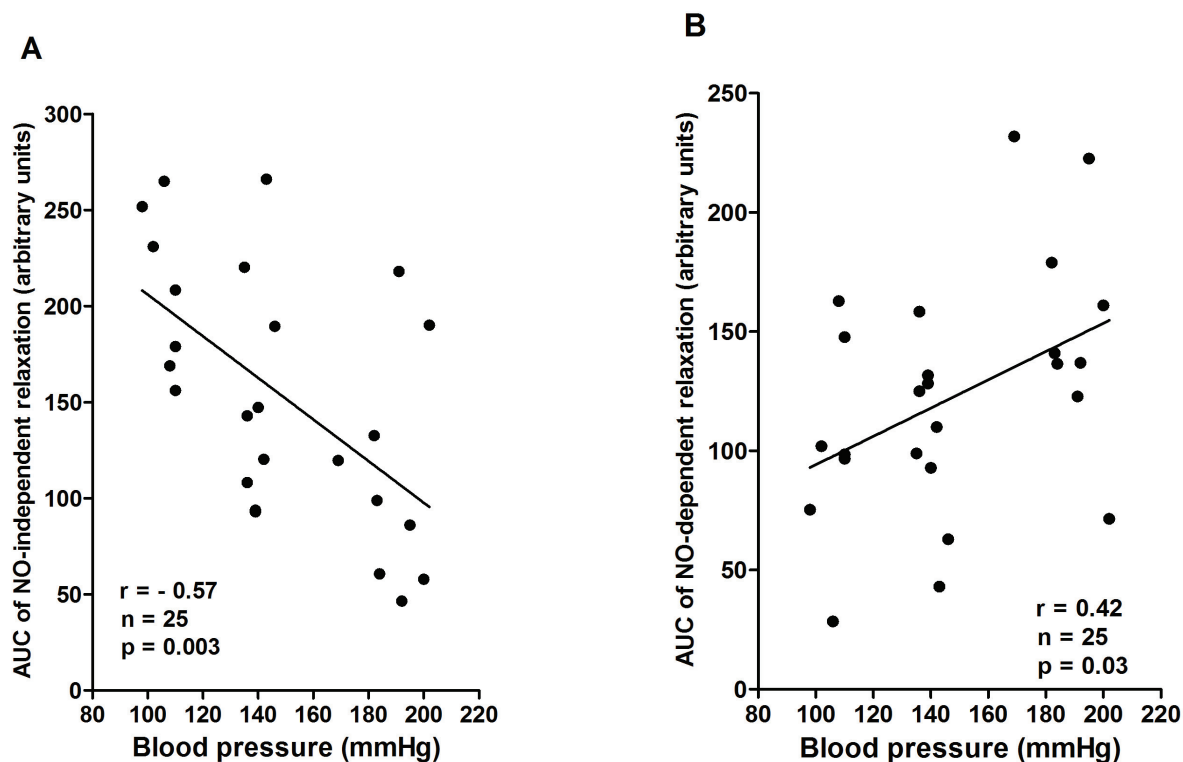 A
AUC of NO-independent relaxation (arbitrary units)
300
250
200
150
100
50
0
r = - 0.57
n = 25
p = 0.003
80 100 120 140 160 180 200 220
Blood pressure (mmHg)
B
AUC of NO-dependent relaxation (arbitrary units)
250
200
150
100
50
0
r = 0.42
n = 25
p = 0.03
80 100 120 140 160 180 200 220
Blood pressure (mmHg)